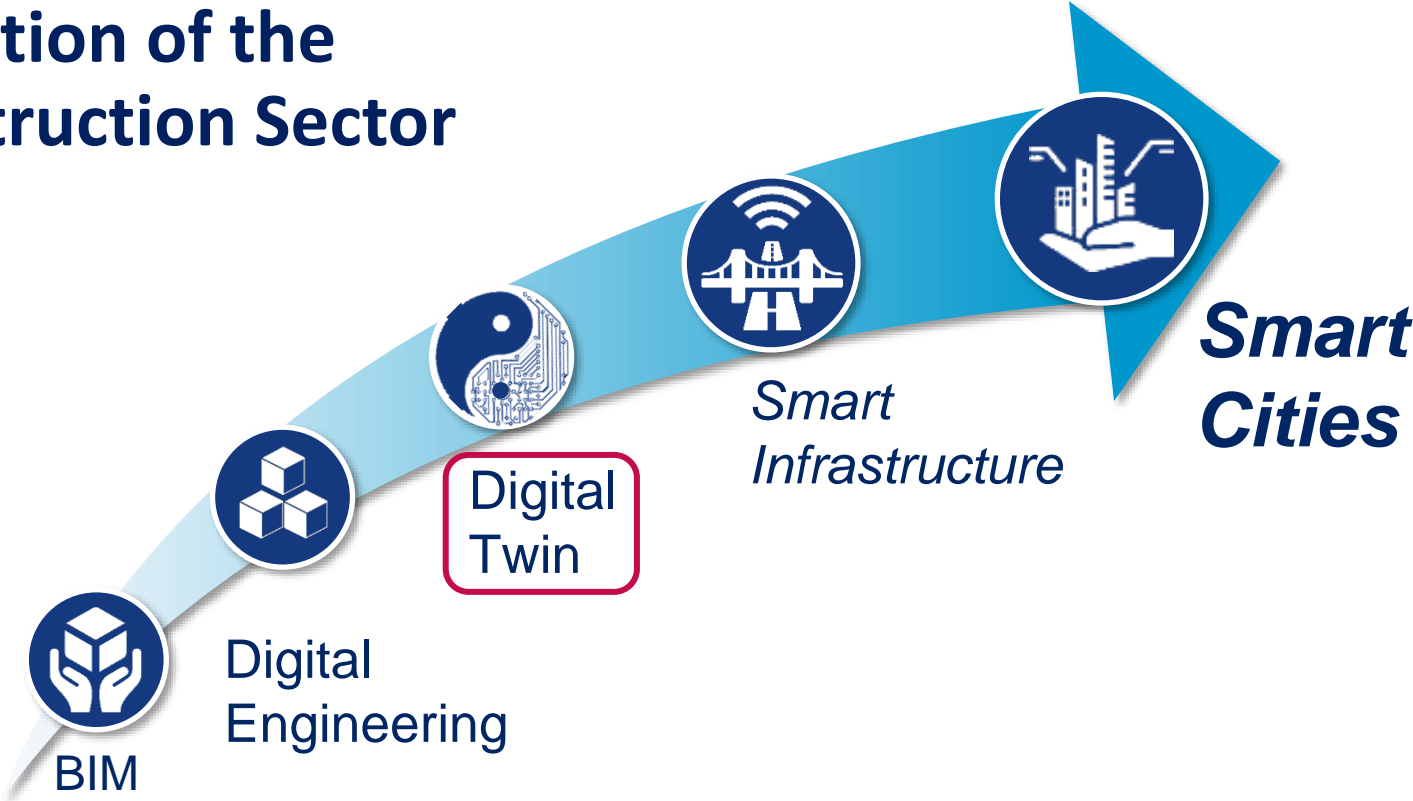 tion of the
truction Sector
Smart
Cities
Smart
Infrastructure
Digital
Twin
Digital
Engineering
BIM